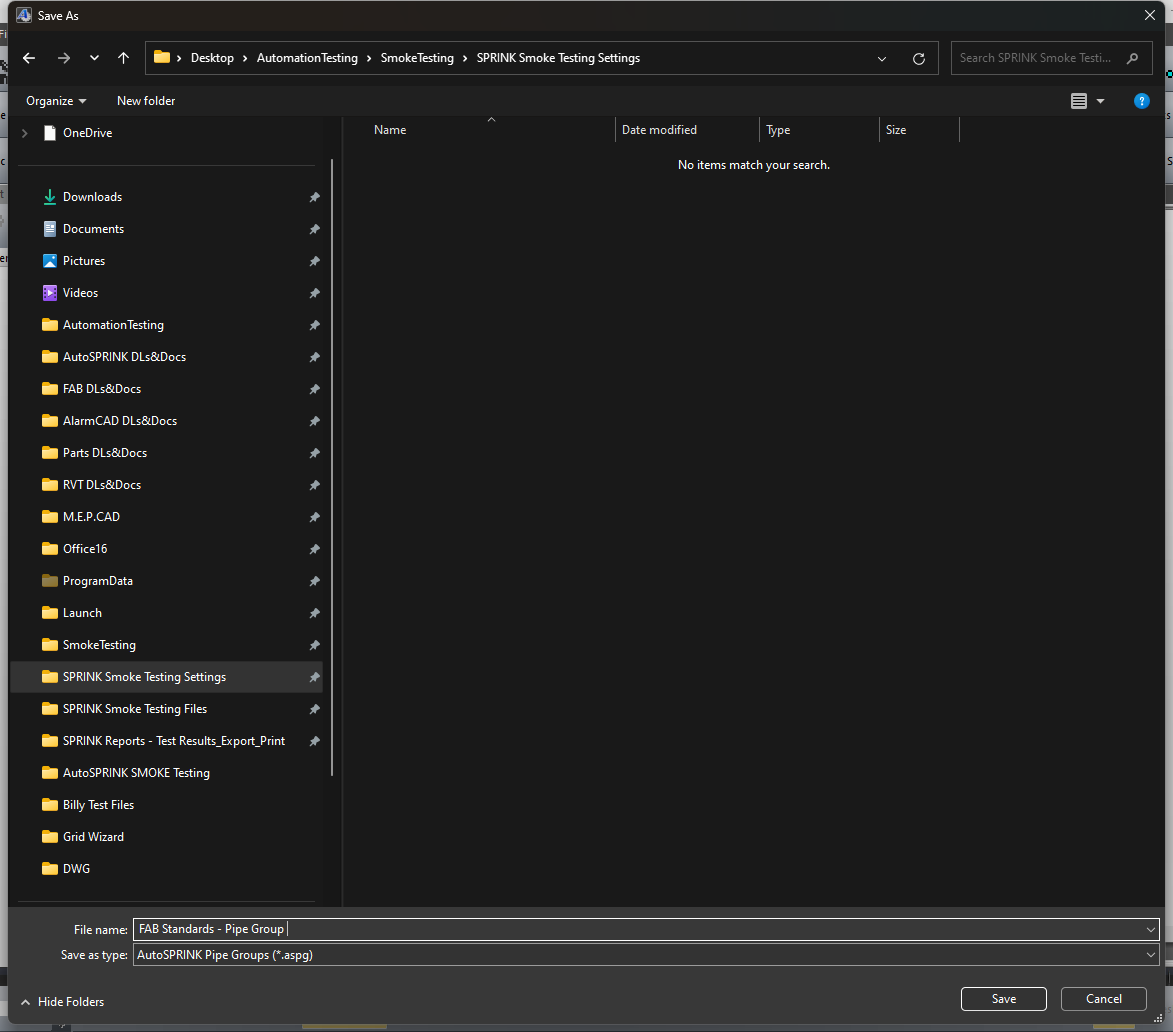 Save As
Desktop > AutomationTesting > SmokeTesting > SPRINK Smoke Testing Settings
Search SPRINK Smoke Testi...
Organize
New folder
OneDrive
Name
Date modified
Type
Size
No items match your search.
Downloads
Documents
Pictures
Videos
AutomationTesting
AutoSPRINK DLs&Docs
FAB DLs&Docs
AlarmCAD DLs&Docs
Parts DLs&Docs
RVT DLs&Docs
M.E.P.CAD
Office16
ProgramData
Launch
SmokeTesting
SPRINK Smoke Testing Settings
SPRINK Smoke Testing Files
SPRINK Reports - Test Results_Export_Print
AutoSPRINK SMOKE Testing
Billy Test Files
Grid Wizard
DWG
File name: FAB Standards - Pipe Group
Save as type: AutoSPRINK Pipe Groups (*.aspg)
Hide Folders
Save
Cancel